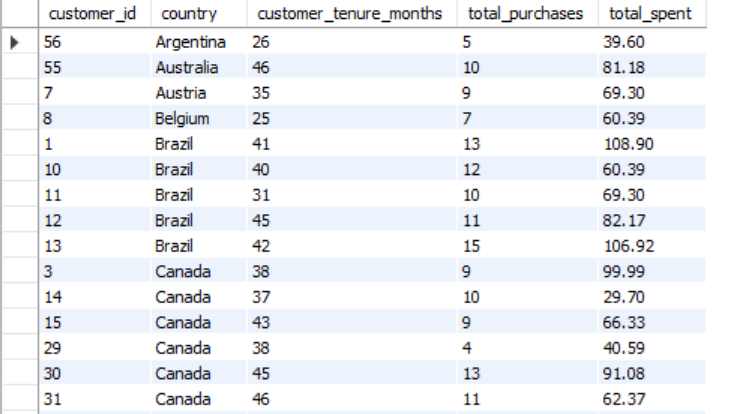 customer_id country customer_tenure_months total_purchases total_spent
56 Argentina 26 5 39.60
55 Australia 46 10 81.18
7 Austria 35 9 69.30
8 Belgium 25 7 60.39
1 Brazil 41 13 108.90
10 Brazil 40 12 60.39
11 Brazil 31 10 69.30
12 Brazil 45 11 82.17
13 Brazil 42 15 106.92
3 Canada 38 9 99.99
14 Canada 37 10 29.70
15 Canada 43 9 66.33
29 Canada 38 4 40.59
30 Canada 45 13 91.08
31 Canada 46 11 62.37